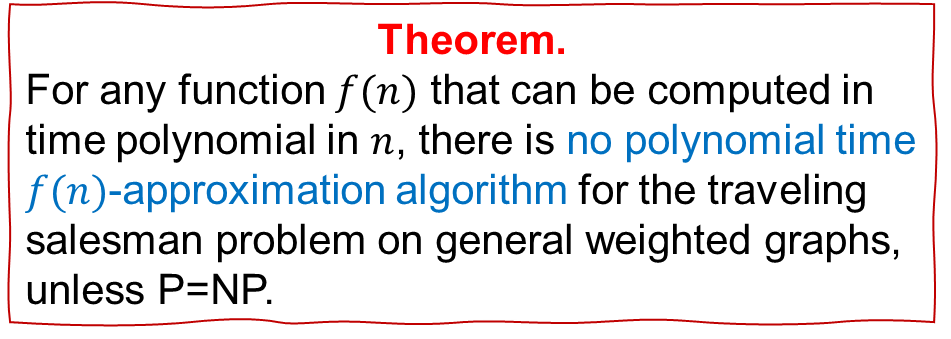 Theorem.
For any function f(n) that can be computed in
time polynomial in n, there is no polynomial time
f(n)-approximation algorithm for the traveling
salesman problem on general weighted graphs,
unless P=NP.